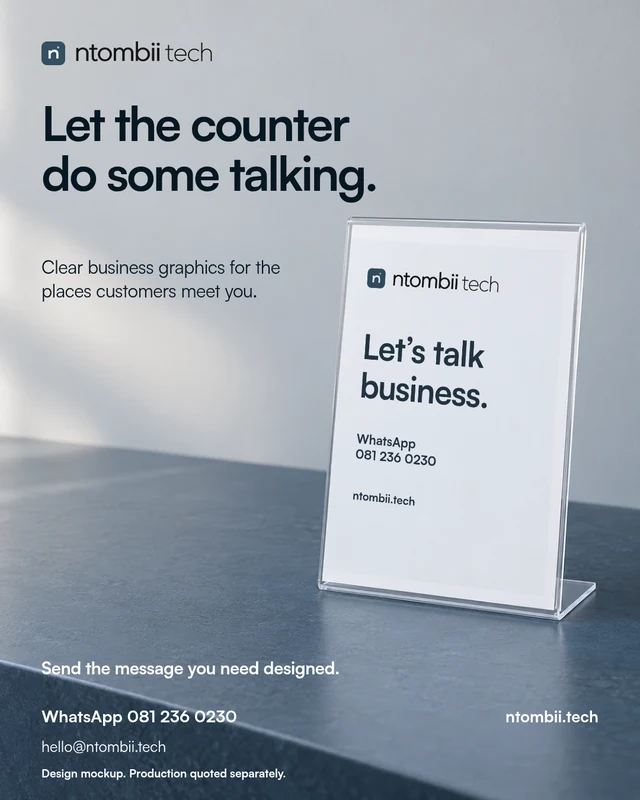 ntombii tech
Let the counter
do some talking.
Clear business graphics for the
places customers meet you.
ntombii tech
Let’s talk
business.
WhatsApp
081 236 0230
ntombii.tech
Send the message you need designed.
WhatsApp 081 236 0230
ntombii.tech
hello@ntombii.tech
Design mockup. Production quoted separately.